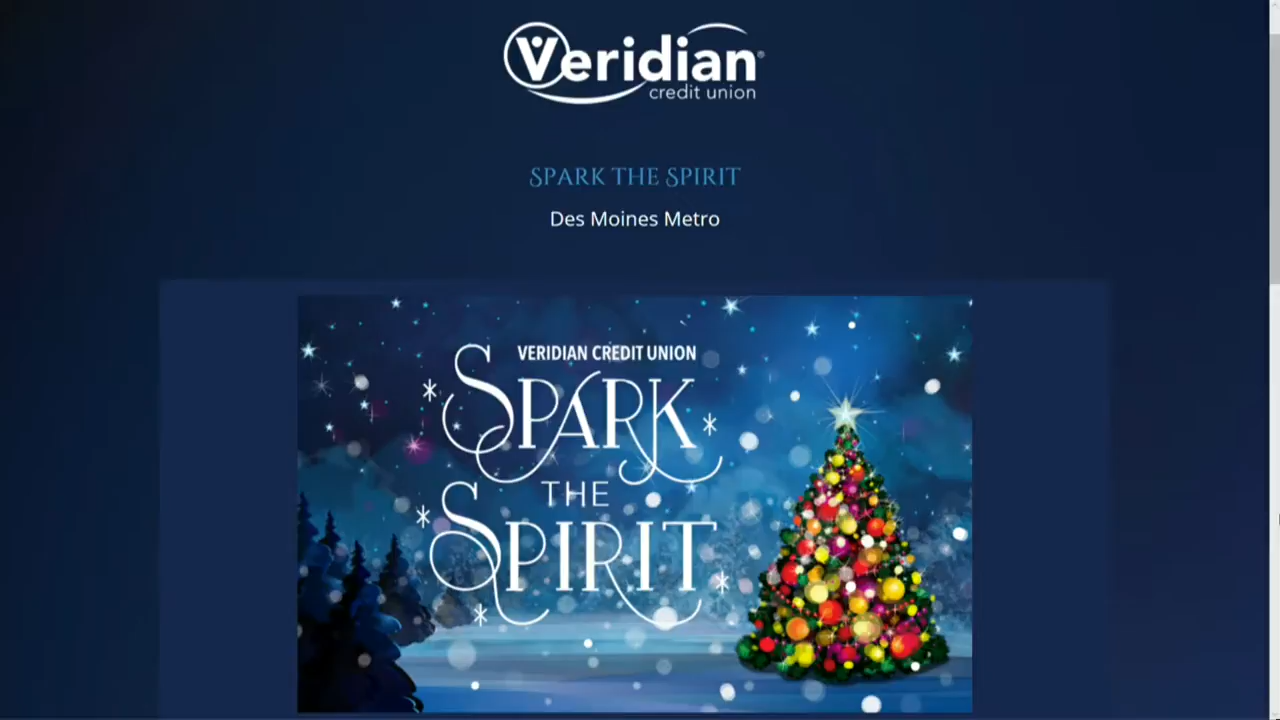 Veridian®
credit union
SPARK THE SPIRIT
Des Moines Metro
VERIDIAN CREDIT UNION
SPARK
THE
SPIRIT